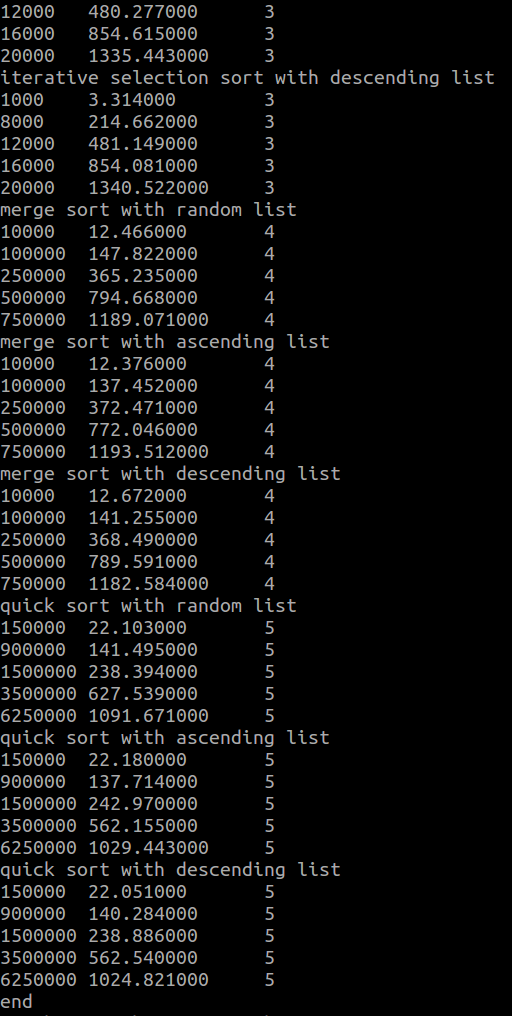 12000   480.277000      3
16000   854.615000      3
20000   1335.443000     3
iterative selection sort with descending list
1000    3.314000        3
8000    214.662000      3
12000   481.149000      3
16000   854.081000      3
20000   1340.522000     3
merge sort with random list
10000   12.466000       4
100000  147.822000      4
250000  365.235000      4
500000  794.668000      4
750000  1189.071000     4
merge sort with ascending list
10000   12.376000       4
100000  137.452000      4
250000  372.471000      4
500000  772.046000      4
750000  1193.512000     4
merge sort with descending list
10000   12.672000       4
100000  141.255000      4
250000  368.490000      4
500000  789.591000      4
750000  1182.584000     4
quick sort with random list
150000  22.103000       5
900000  141.495000      5
1500000 238.394000      5
3500000 627.539000      5
6250000 1091.671000     5
quick sort with ascending list
150000  22.180000       5
900000  137.714000      5
1500000 242.970000      5
3500000 562.155000      5
6250000 1029.443000     5
quick sort with descending list
150000  22.051000       5
900000  140.284000      5
1500000 238.886000      5
3500000 562.540000      5
6250000 1024.821000     5
end